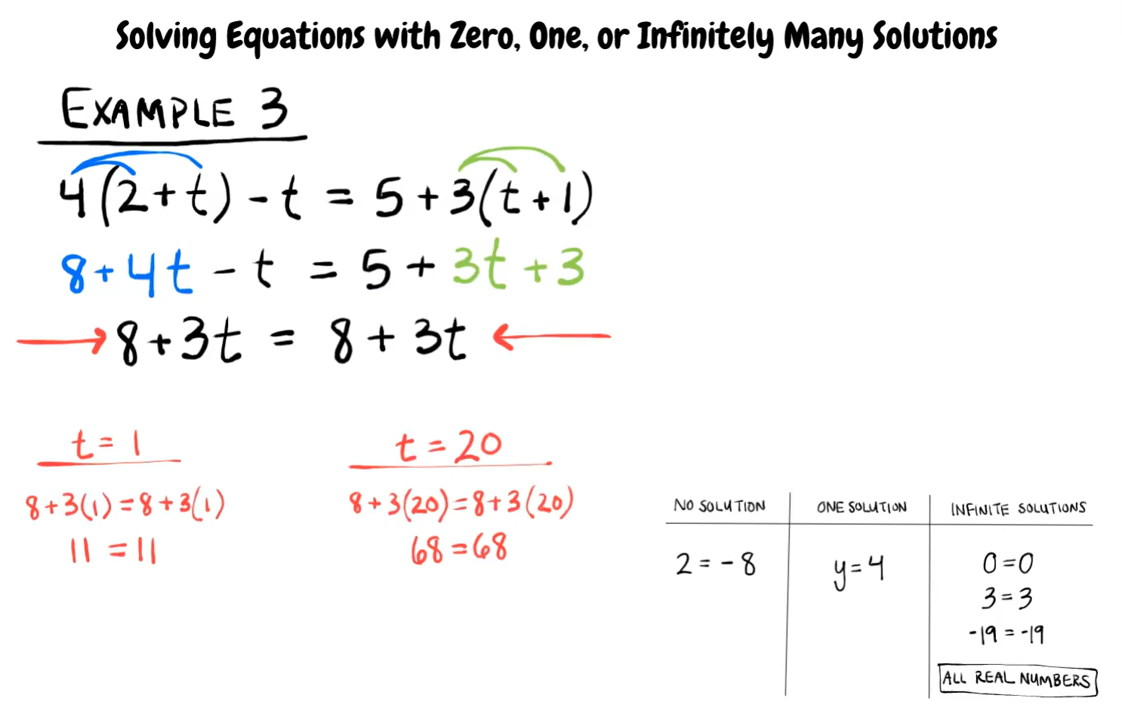 Solving Equations with Zero, One, or Infinitely Many Solutions
EXAMPLE 3
4(2+t)-t = 5+3(t+1)
8+4t-t = 5+3t+3
8+3t = 8+3t
t=1
8+3(1)=8+3(1)
11=11
t=20
8+3(20)=8+3(20)
68=68
NO SOLUTION
2=-8
ONE SOLUTION
y=4
INFINITE SOLUTIONS
0=0
3=3
-19=-19
ALL REAL NUMBERS